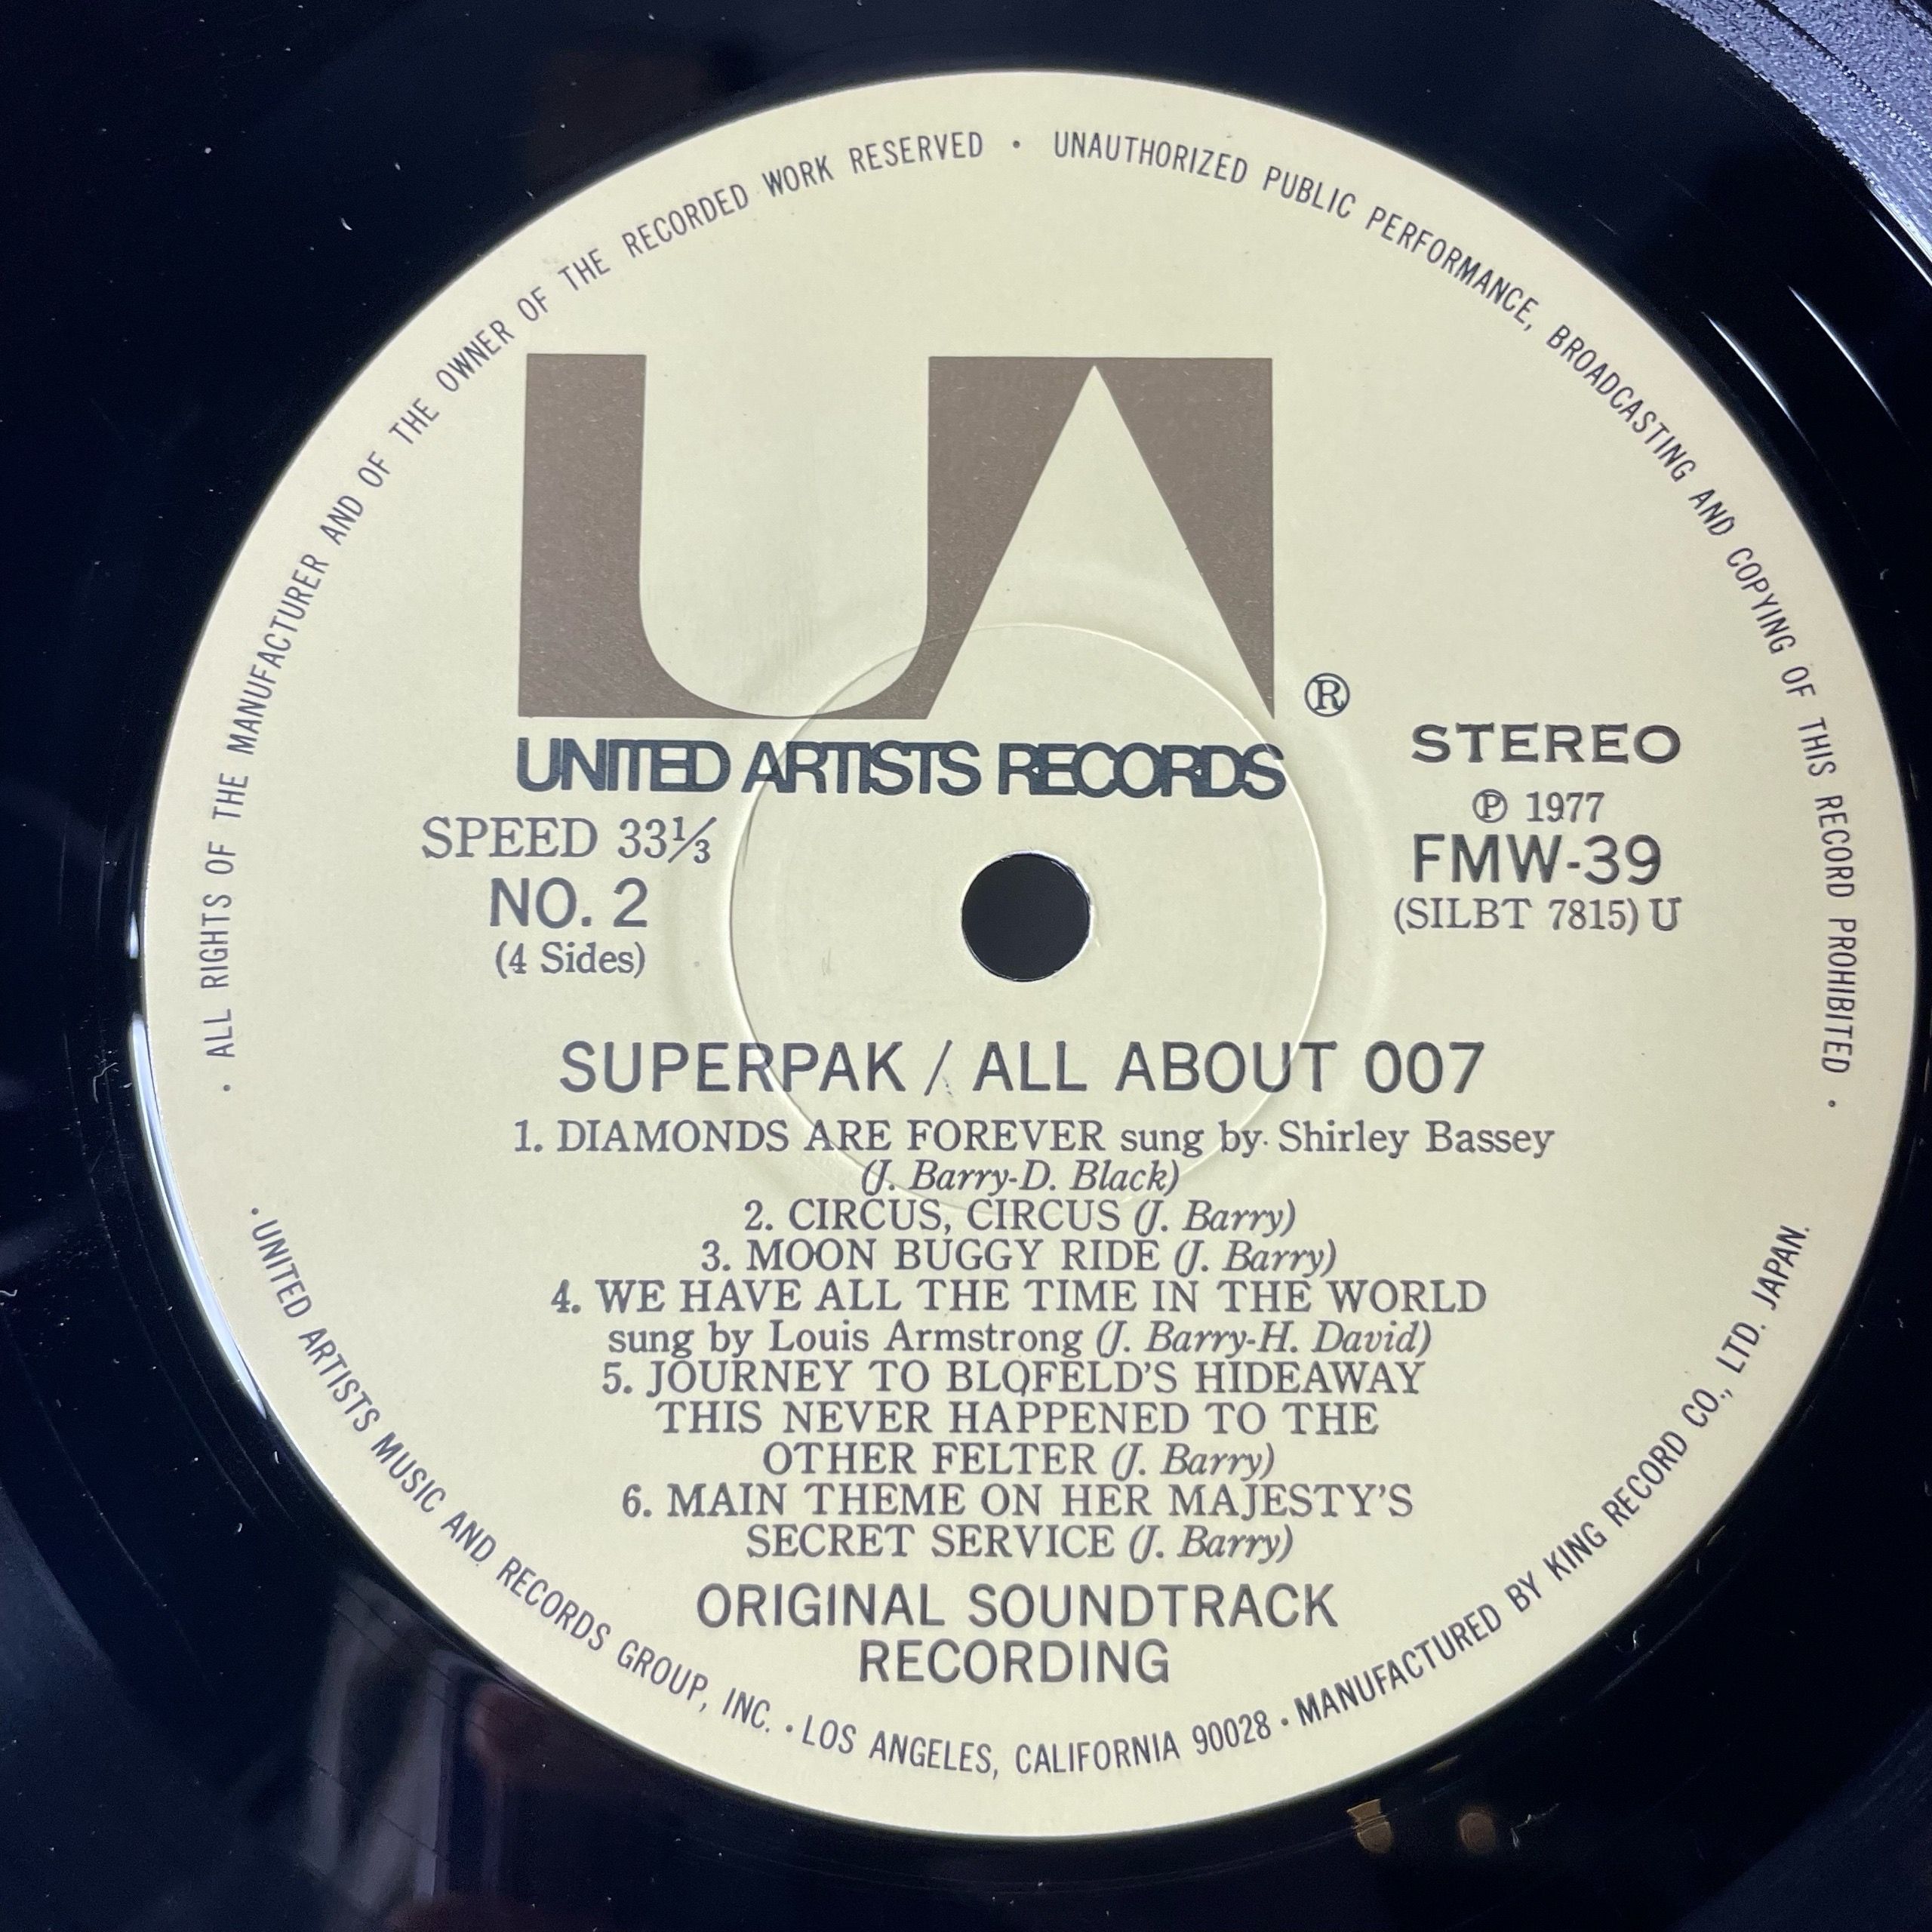 · ALL RIGHTS OF THE MANUFACTURER AND OF THE OWNER OF THE RECORDED WORK RESERVED · UNAUTHORIZED PUBLIC PERFORMANCE, BROADCASTING AND COPYING OF THIS RECORD PROHIBITED ·
UA ®
UNITED ARTISTS RECORDS
STEREO
℗ 1977
SPEED 33⅓
FMW-39
NO. 2
(SILBT 7815) U
(4 Sides)
SUPERPAK / ALL ABOUT 007
1. DIAMONDS ARE FOREVER sung by Shirley Bassey
(J. Barry-D. Black)
2. CIRCUS, CIRCUS (J. Barry)
3. MOON BUGGY RIDE (J. Barry)
4. WE HAVE ALL THE TIME IN THE WORLD
sung by Louis Armstrong (J. Barry-H. David)
5. JOURNEY TO BLOFELD'S HIDEAWAY
THIS NEVER HAPPENED TO THE
OTHER FELTER (J. Barry)
6. MAIN THEME ON HER MAJESTY'S
SECRET SERVICE (J. Barry)
ORIGINAL SOUNDTRACK
RECORDING
· UNITED ARTISTS MUSIC AND RECORDS GROUP, INC. · LOS ANGELES, CALIFORNIA 90028 · MANUFACTURED BY KING RECORD CO., LTD. JAPAN.